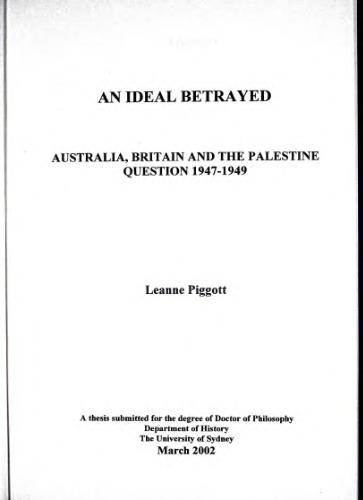 AN IDEAL BETRAYED
AUSTRALIA, BRITAIN AND THE PALESTINE
QUESTION 1947-1949
Leanne Piggott
A thesis submitted for the degree of Doctor of Philosophy
Department of History
The University of Sydney
March 2002